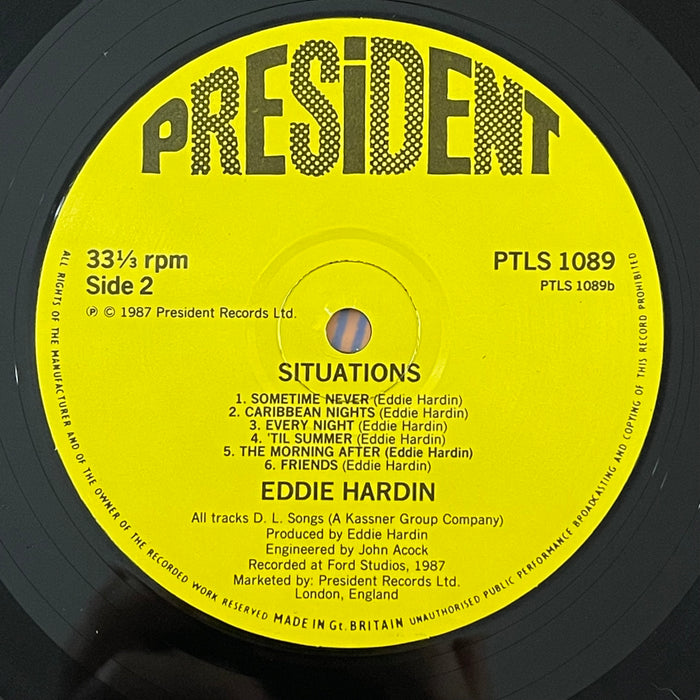 PRESiDENT
33⅓ rpm
Side 2
℗ © 1987 President Records Ltd.
PTLS 1089
PTLS 1089b
SITUATIONS
1. SOMETIME NEVER (Eddie Hardin)
2. CARIBBEAN NIGHTS (Eddie Hardin)
3. EVERY NIGHT (Eddie Hardin)
4. 'TIL SUMMER (Eddie Hardin)
5. THE MORNING AFTER (Eddie Hardin)
6. FRIENDS (Eddie Hardin)
EDDIE HARDIN
All tracks D. L. Songs (A Kassner Group Company)
Produced by Eddie Hardin
Engineered by John Acock
Recorded at Ford Studios, 1987
Marketed by: President Records Ltd.
London, England
ALL RIGHTS OF THE MANUFACTURER AND OF THE OWNER OF THE RECORDED WORK RESERVED MADE IN Gt. BRITAIN UNAUTHORISED PUBLIC PERFORMANCE BROADCASTING AND COPYING OF THIS RECORD PROHIBITED